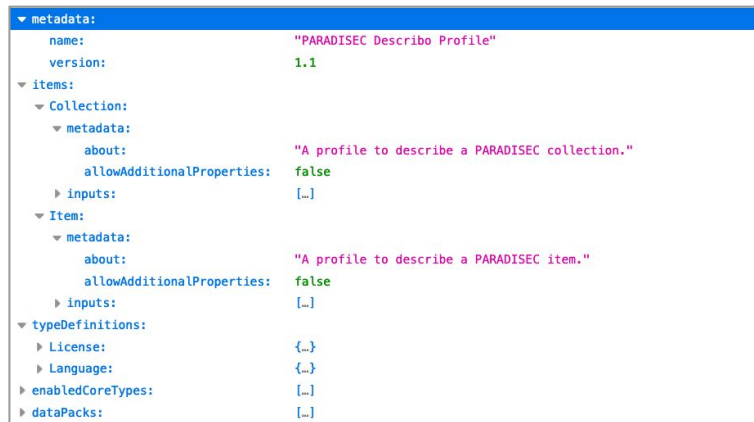 metadata:
name: "PARADISEC Describo Profile"
version: 1.1
items:
Collection:
metadata:
about: "A profile to describe a PARADISEC collection."
allowAdditionalProperties: false
inputs: […]
Item:
metadata:
about: "A profile to describe a PARADISEC item."
allowAdditionalProperties: false
inputs: […]
typeDefinitions:
License: {…}
Language: {…}
enabledCoreTypes: […]
dataPacks: […]